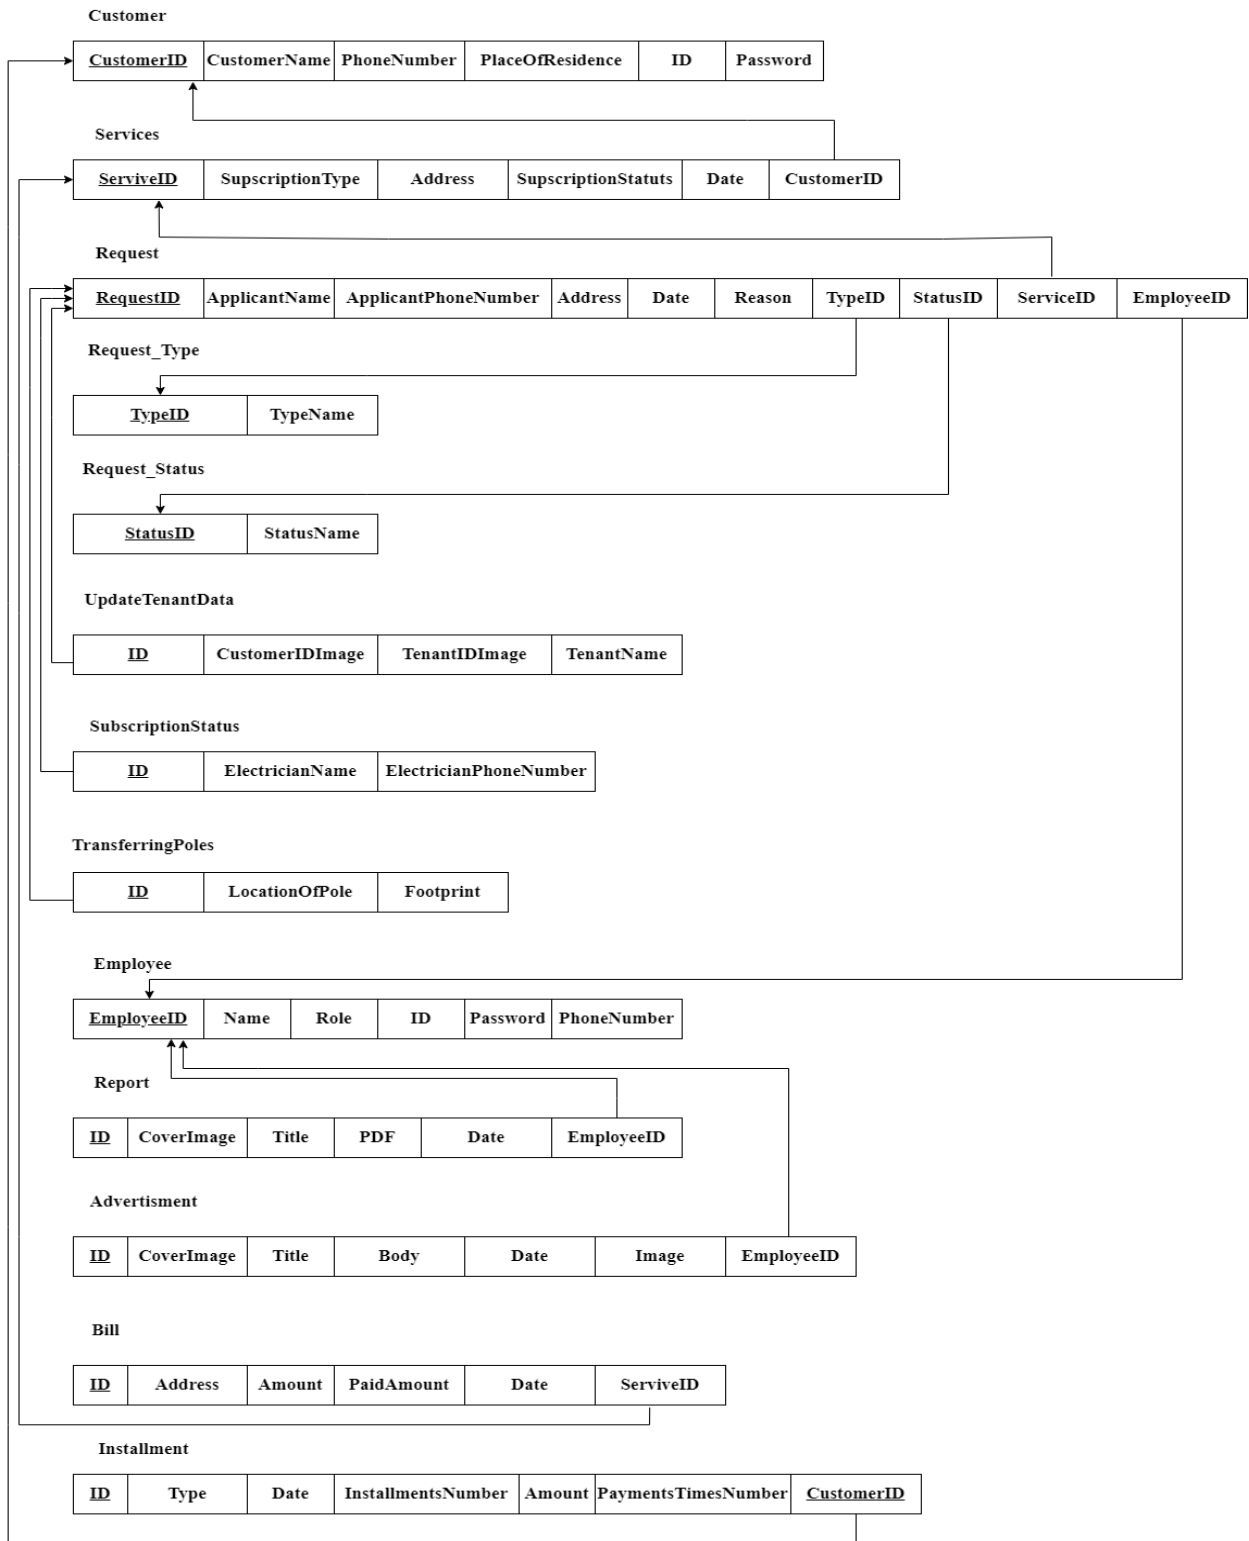 Customer
CustomerID CustomerName PhoneNumber PlaceOfResidence ID Password
Services
ServiveID SupscriptionType Address SupscriptionStatuts Date CustomerID
Request
RequestID ApplicantName ApplicantPhoneNumber Address Date Reason TypeID StatusID ServiceID EmployeeID
Request_Type
TypeID TypeName
Request_Status
StatusID StatusName
UpdateTenantData
ID CustomerIDImage TenantIDImage TenantName
SubscriptionStatus
ID ElectricianName ElectricianPhoneNumber
TransferringPoles
ID LocationOfPole Footprint
Employee
EmployeeID Name Role ID Password PhoneNumber
Report
ID CoverImage Title PDF Date EmployeeID
Advertisment
ID CoverImage Title Body Date Image EmployeeID
Bill
ID Address Amount PaidAmount Date ServiveID
Installment
ID Type Date InstallmentsNumber Amount PaymentsTimesNumber CustomerID